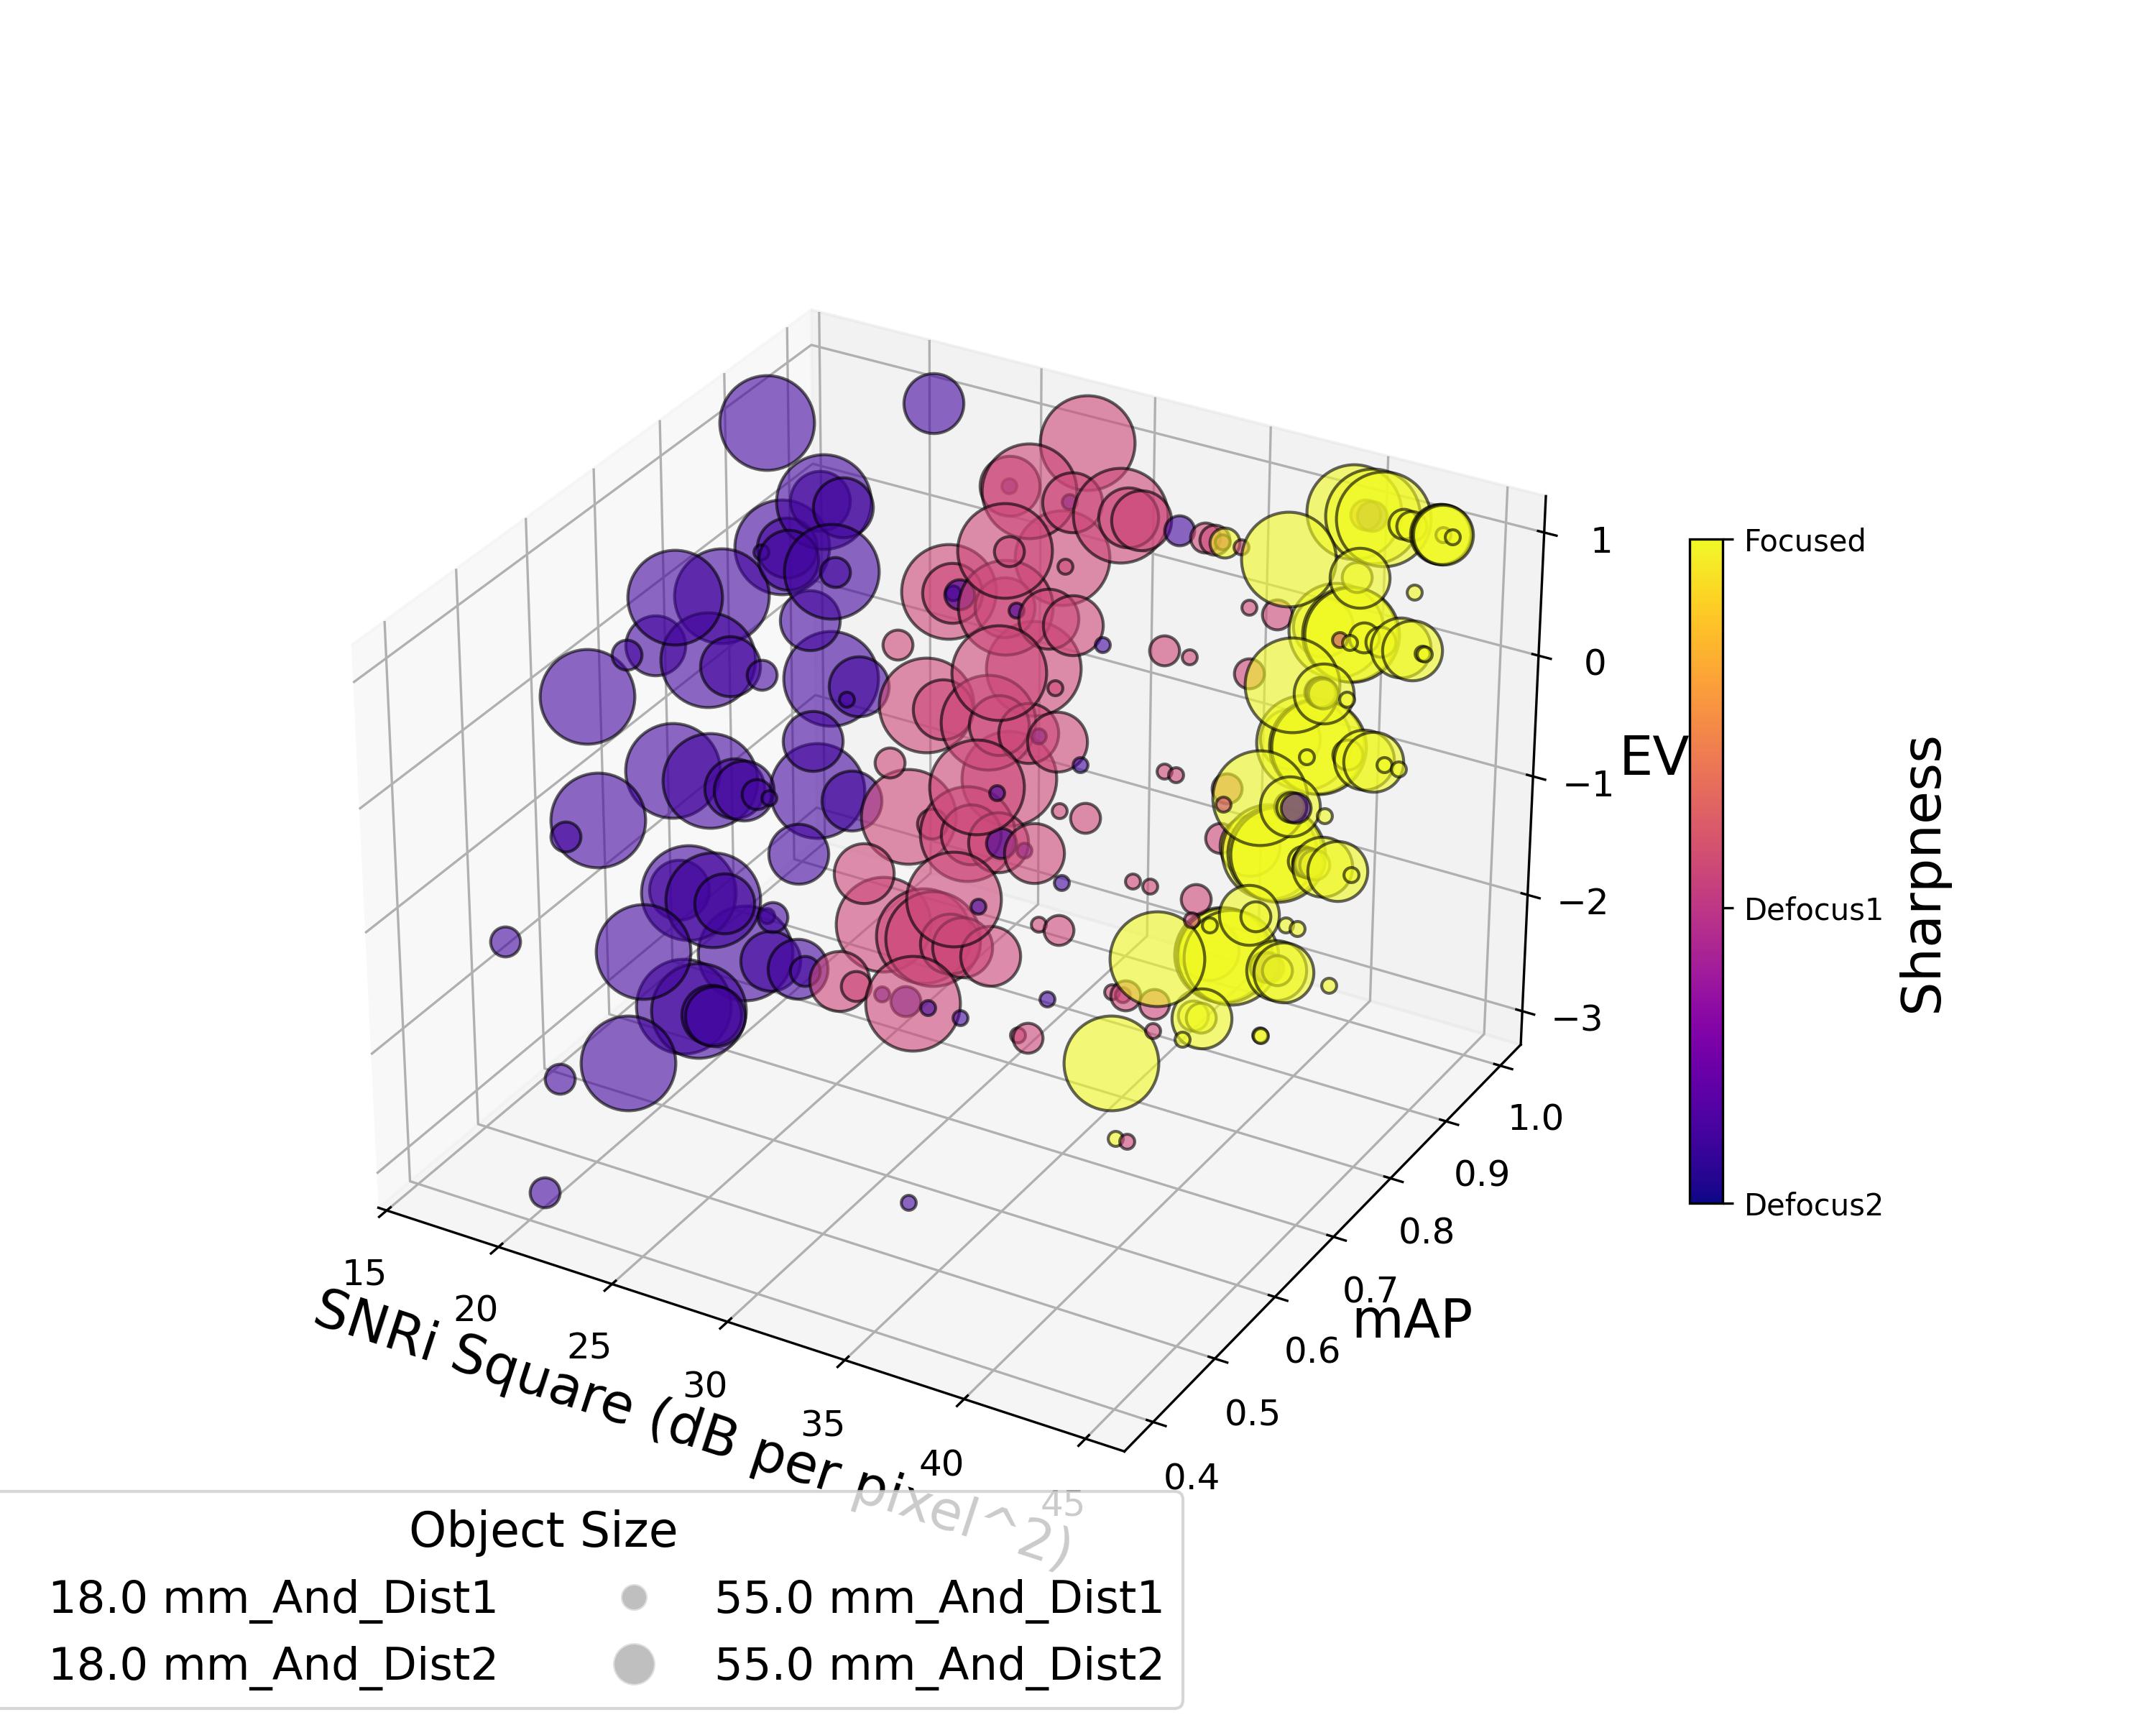 1
0
−1
−2
−3
EV
Focused
Defocus1
Defocus2
Sharpness
1.0
0.9
0.8
0.7
0.6
0.5
0.4
mAP
15
20
25
30
35
40
45
SNRi Square (dB per pixel^2)
Object Size
18.0 mm_And_Dist1
55.0 mm_And_Dist1
18.0 mm_And_Dist2
55.0 mm_And_Dist2